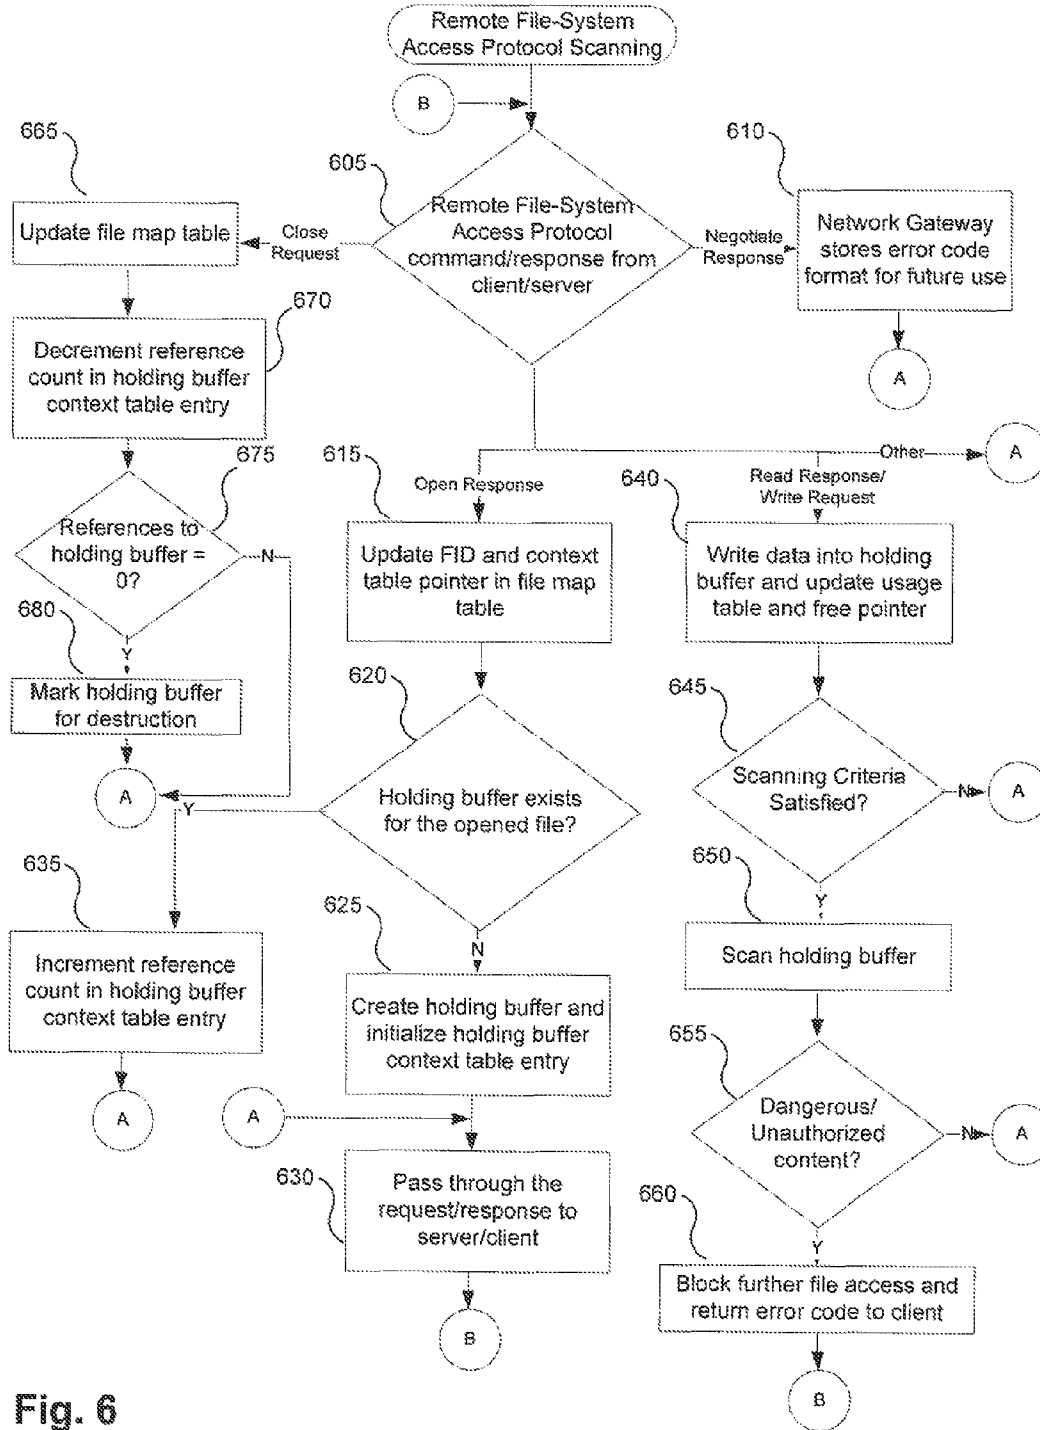 Remote File-System
Access Protocol Scanning
B
665
605
610
Update file map table
Close
Request
Remote File-System
Access Protocol
command/response from
client/server
Negotiate
Response
Network Gateway
stores error code
format for future use
670
A
Decrement reference
count in holding buffer
context table entry
675
615
Other
A
Open Response
640
Read Response/
Write Request
References to
holding buffer =
0?
N
Update FID and context
table pointer in file map
table
Write data into holding
buffer and update usage
table and free pointer
680
Y
Mark holding buffer
for destruction
620
645
A
Y
Holding buffer exists
for the opened file?
Scanning Criteria
Satisfied?
N
A
635
650
Y
625
N
Increment reference
count in holding buffer
context table entry
Scan holding buffer
Create holding buffer and
initialize holding buffer
context table entry
655
A
A
Dangerous/
Unauthorized
content?
N
A
630
Pass through the
request/response to
server/client
660
Y
Block further file access and
return error code to client
B
B
Fig. 6